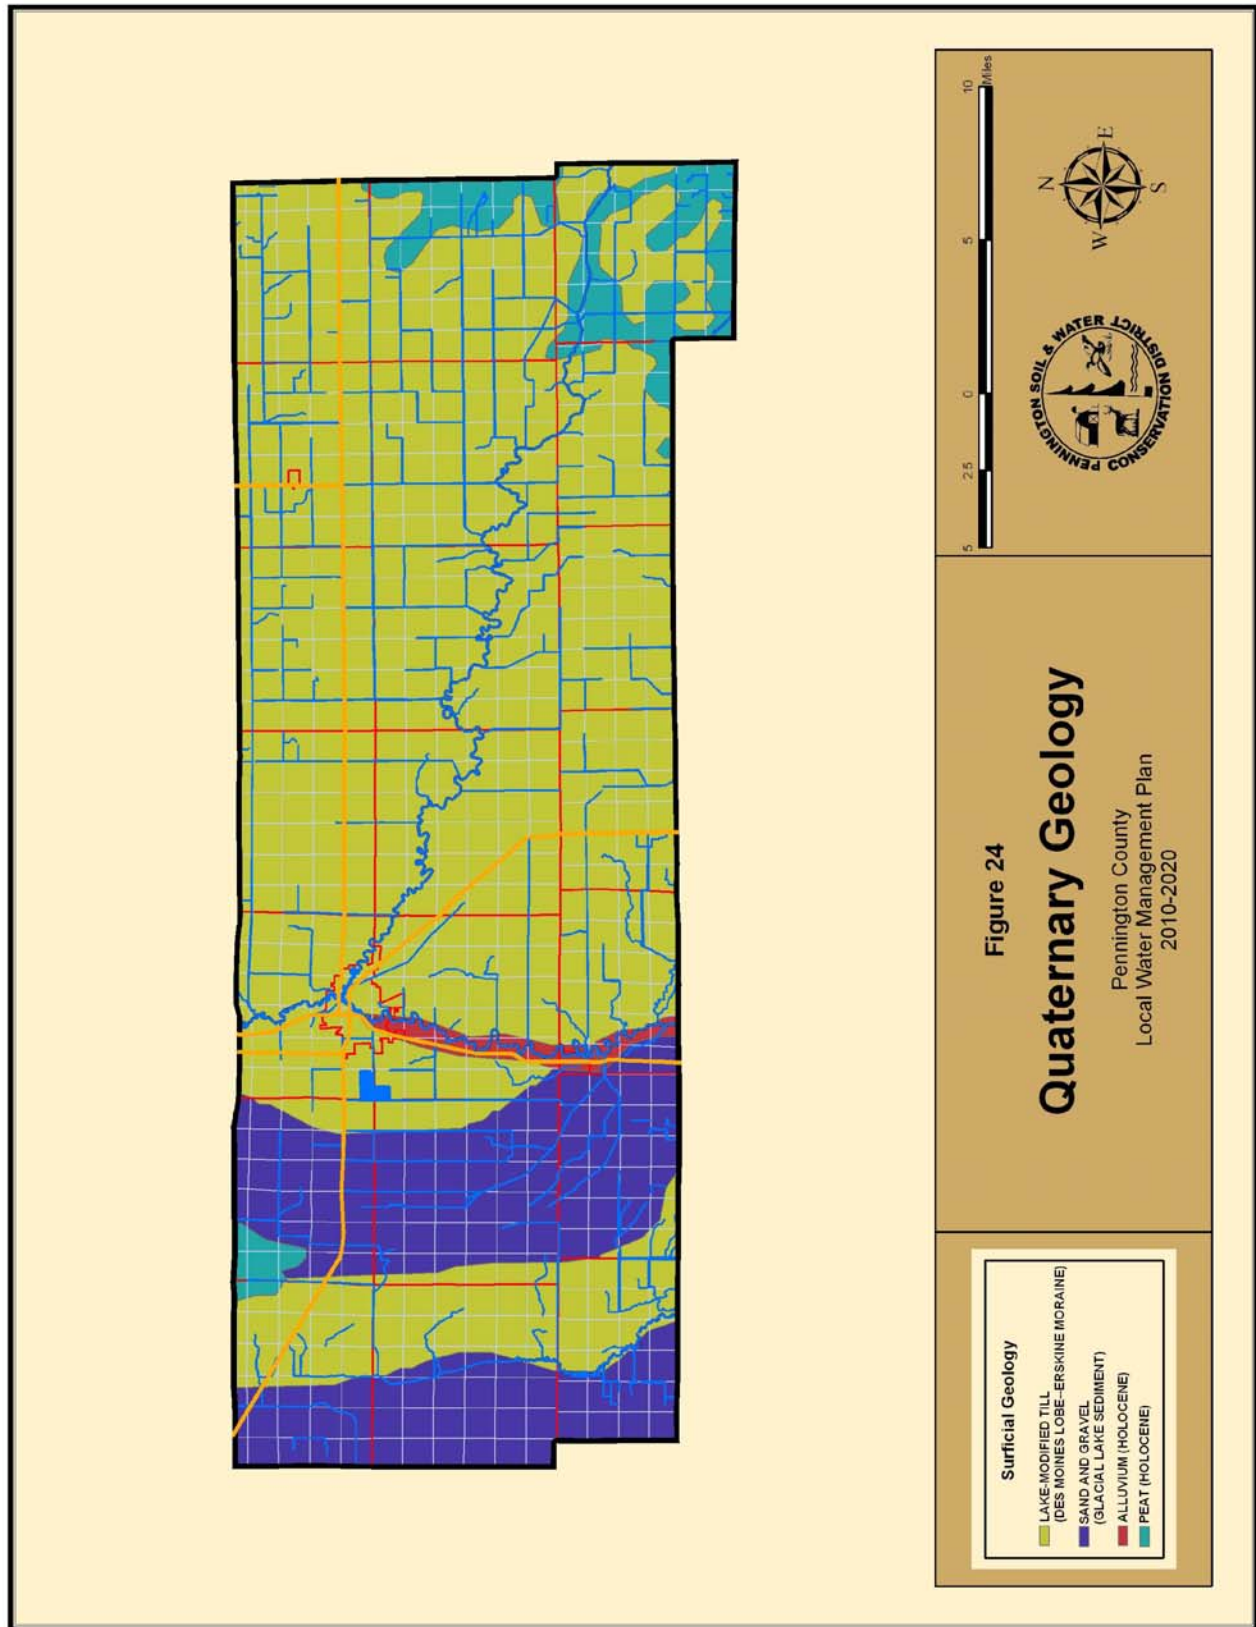 Surficial Geology
LAKE-MODIFIED TILL
(DES MOINES LOBE--ERSKINE MORAINE)
SAND AND GRAVEL
(GLACIAL LAKE SEDIMENT)
ALLUVIUM (HOLOCENE)
PEAT (HOLOCENE)
Figure 24
Quaternary Geology
Pennington County
Local Water Management Plan
2010-2020
5 2.5 0 5 10
Miles
PENNINGTON SOIL & WATER
CONSERVATION DISTRICT
N
W E
S